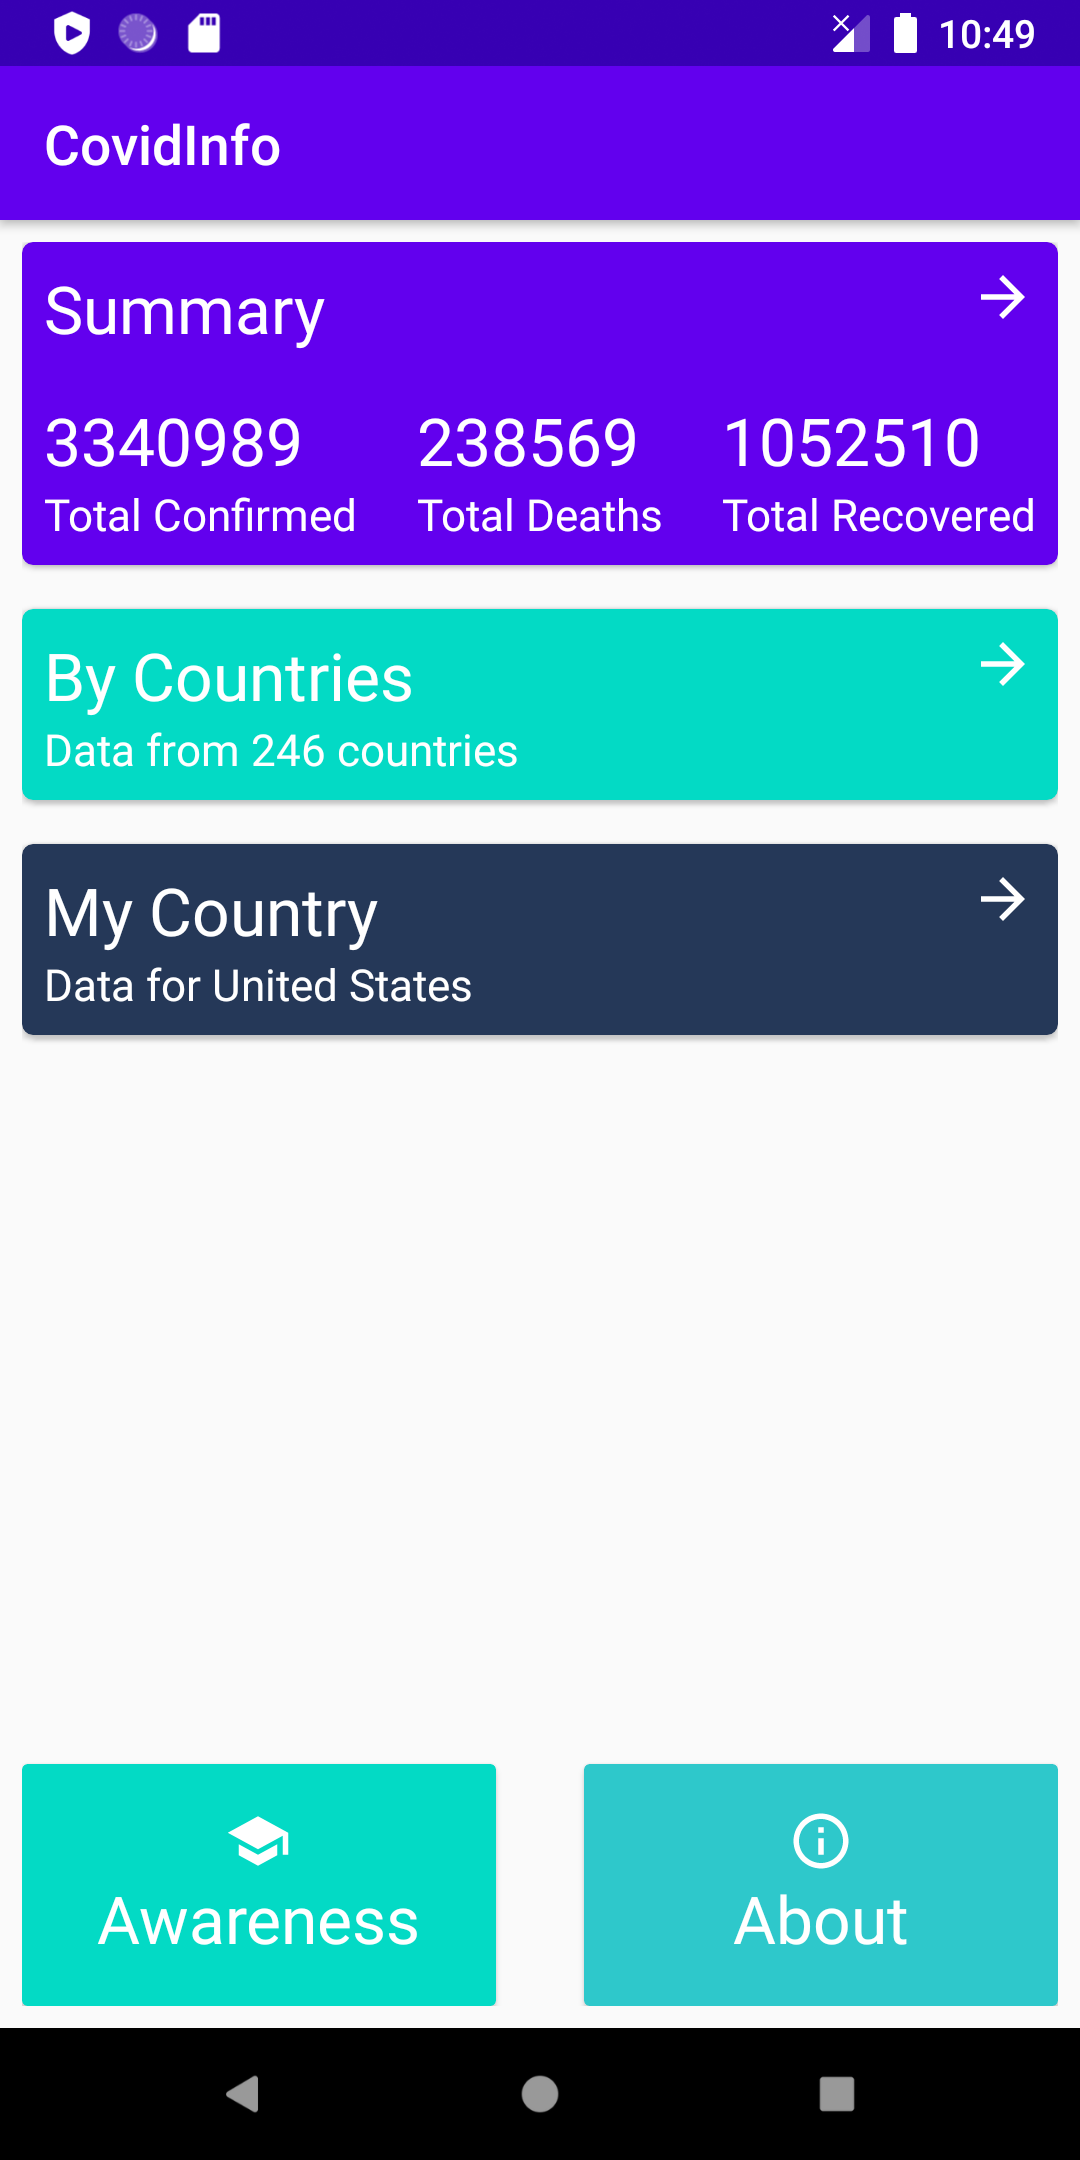 10:49
CovidInfo
Summary
3340989 238569 1052510
Total Confirmed Total Deaths Total Recovered
By Countries
Data from 246 countries
My Country
Data for United States
Awareness About